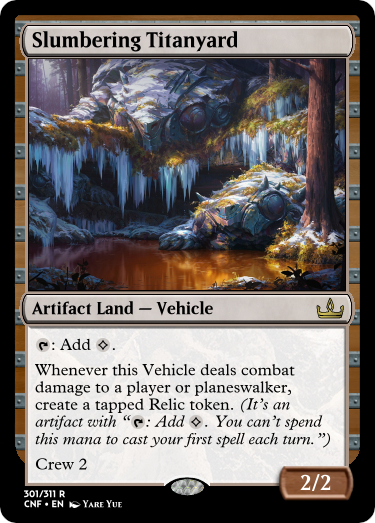 Slumbering Titanyard
Artifact Land — Vehicle
: Add .
Whenever this Vehicle deals combat
damage to a player or planeswalker,
create a tapped Relic token. (It's an
artifact with “: Add . You can't spend
this mana to cast your first spell each turn.”)
Crew 2
2/2
301/311 R
CNF • EN Yare Yue